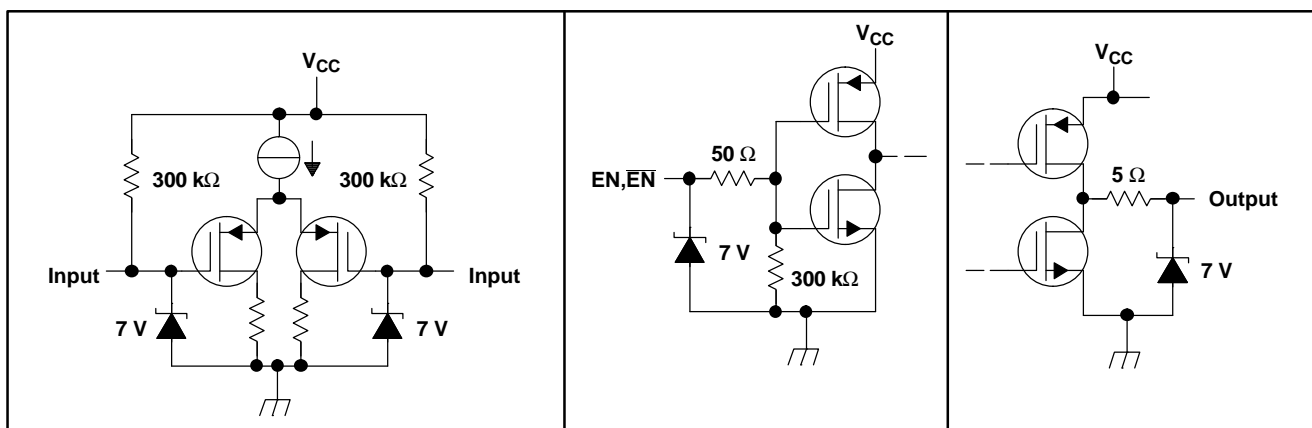 VCC
300 kΩ
300 kΩ
Input
Input
7 V
7 V
VCC
50 Ω
EN,E̅N̅
7 V
300 kΩ
VCC
5 Ω
Output
7 V